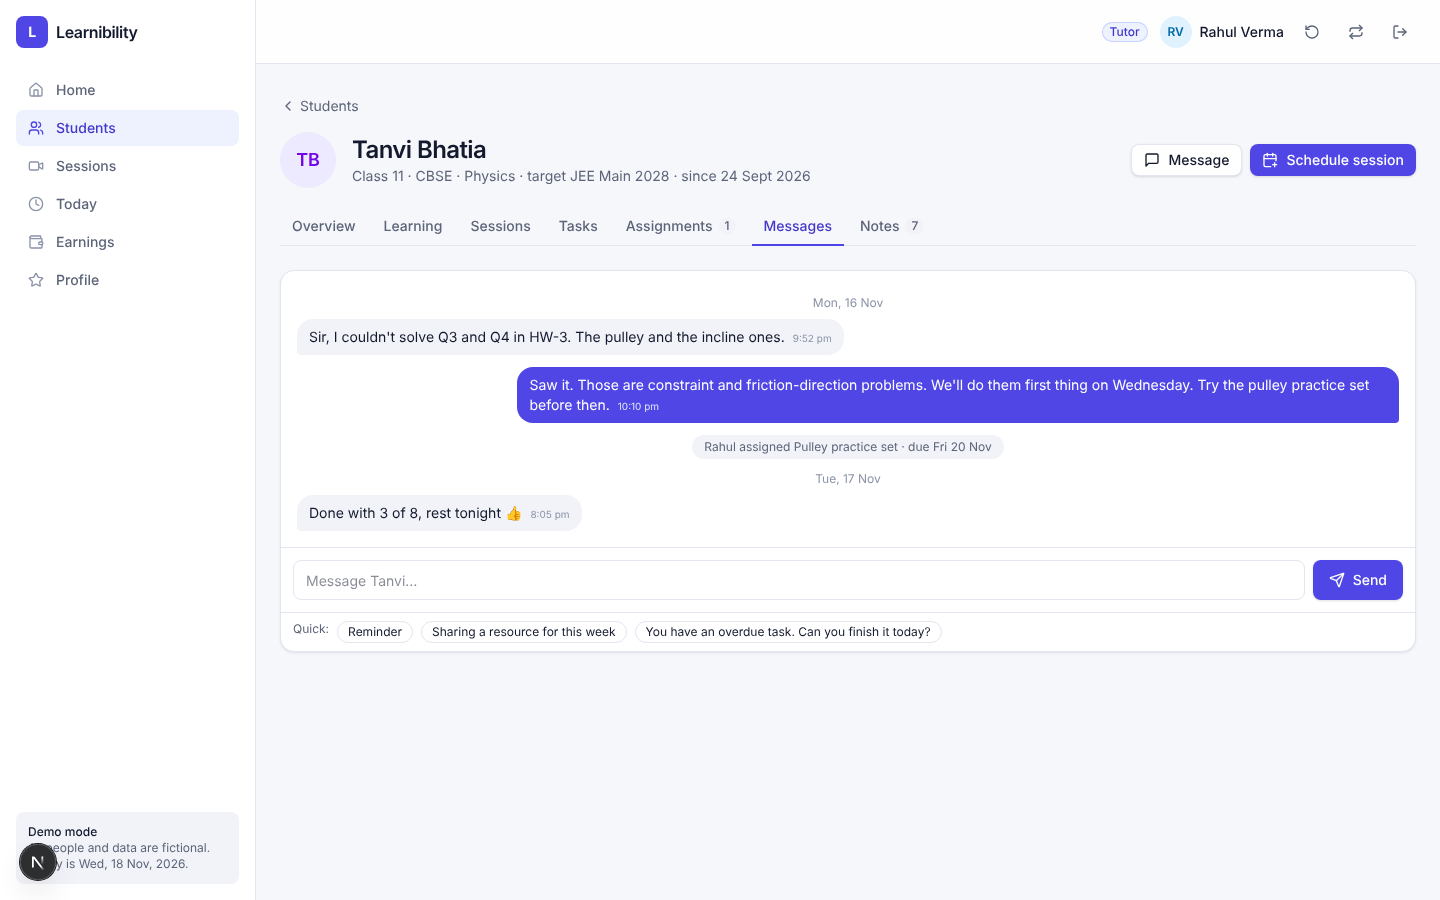 L Learnibility
Tutor RV Rahul Verma
Home
Students
Sessions
Today
Earnings
Profile
Students
TB
Tanvi Bhatia
Class 11 · CBSE · Physics · target JEE Main 2028 · since 24 Sept 2026
Message
Schedule session
Overview Learning Sessions Tasks Assignments 1 Messages Notes 7
Mon, 16 Nov
Sir, I couldn't solve Q3 and Q4 in HW-3. The pulley and the incline ones. 9:52 pm
Saw it. Those are constraint and friction-direction problems. We'll do them first thing on Wednesday. Try the pulley practice set
before then. 10:10 pm
Rahul assigned Pulley practice set · due Fri 20 Nov
Tue, 17 Nov
Done with 3 of 8, rest tonight 👍 8:05 pm
Message Tanvi...
Send
Quick: Reminder Sharing a resource for this week You have an overdue task. Can you finish it today?
Demo mode
people and data are fictional.
is Wed, 18 Nov, 2026.
N